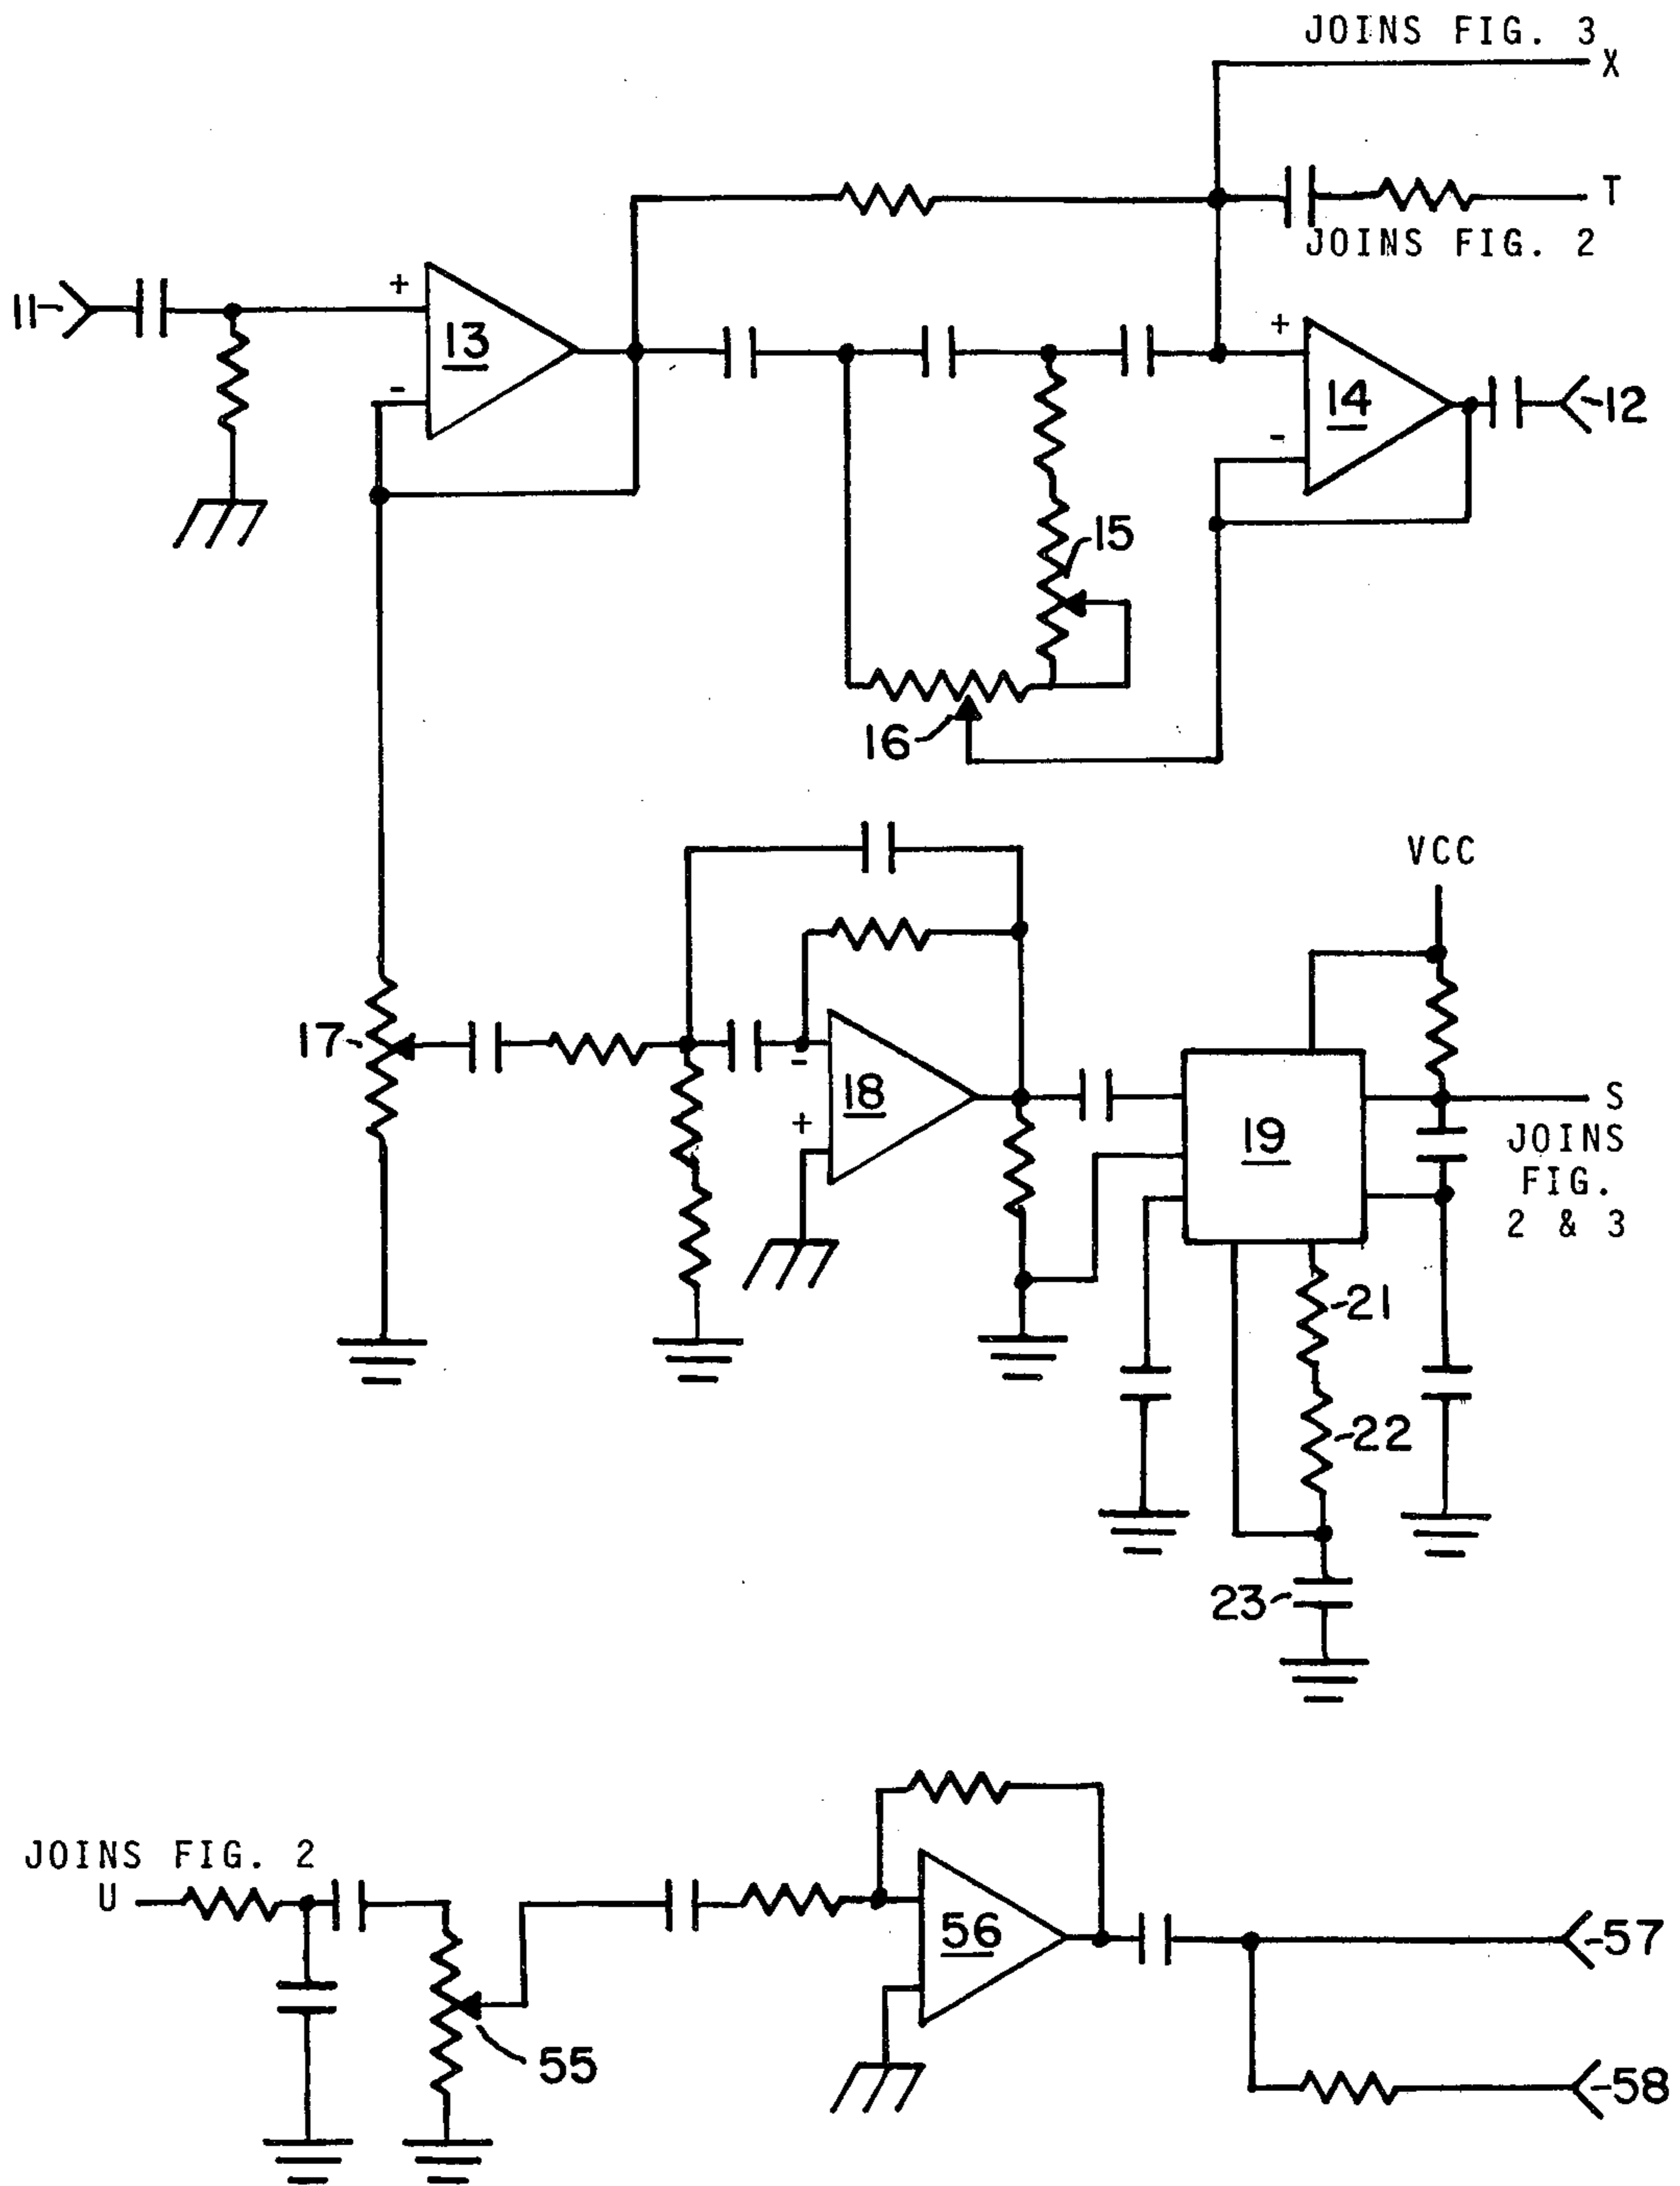 JOINS FIG. 3
X
T
JOINS FIG. 2
11
+
13
-
+
14
-
12
15
16
VCC
17
-
18
+
19
S
JOINS
FIG.
2 & 3
21
22
23
JOINS FIG. 2
U
56
57
55
58